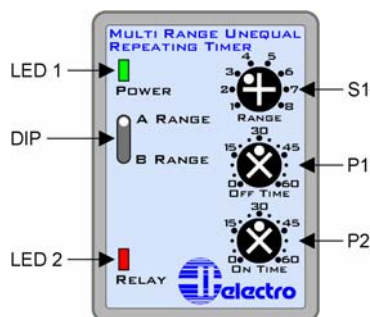 MULTI RANGE UNEQUAL
REPEATING TIMER
LED 1
POWER
4 5
3 6
2 7
1 8
RANGE
S1
DIP
A RANGE
B RANGE
30
15 45
0 60
OFF TIME
P1
30
15 45
0 60
ON TIME
P2
LED 2
RELAY
electro